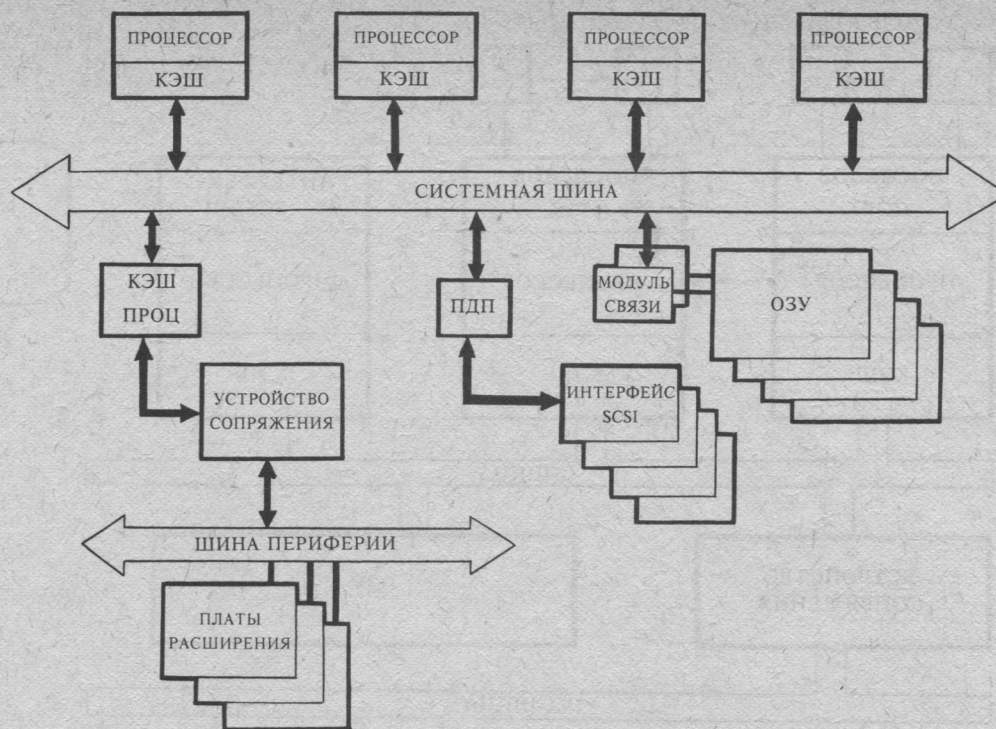 ПРОЦЕССОР
КЭШ
ПРОЦЕССОР
КЭШ
ПРОЦЕССОР
КЭШ
ПРОЦЕССОР
КЭШ
СИСТЕМНАЯ ШИНА
КЭШ
ПРОЦ
ПДП
МОДУЛЬ
СВЯЗИ
ОЗУ
УСТРОЙСТВО
СОПРЯЖЕНИЯ
ИНТЕРФЕЙС
SCSI
ШИНА ПЕРИФЕРИИ
ПЛАТЫ
РАСШИРЕНИЯ